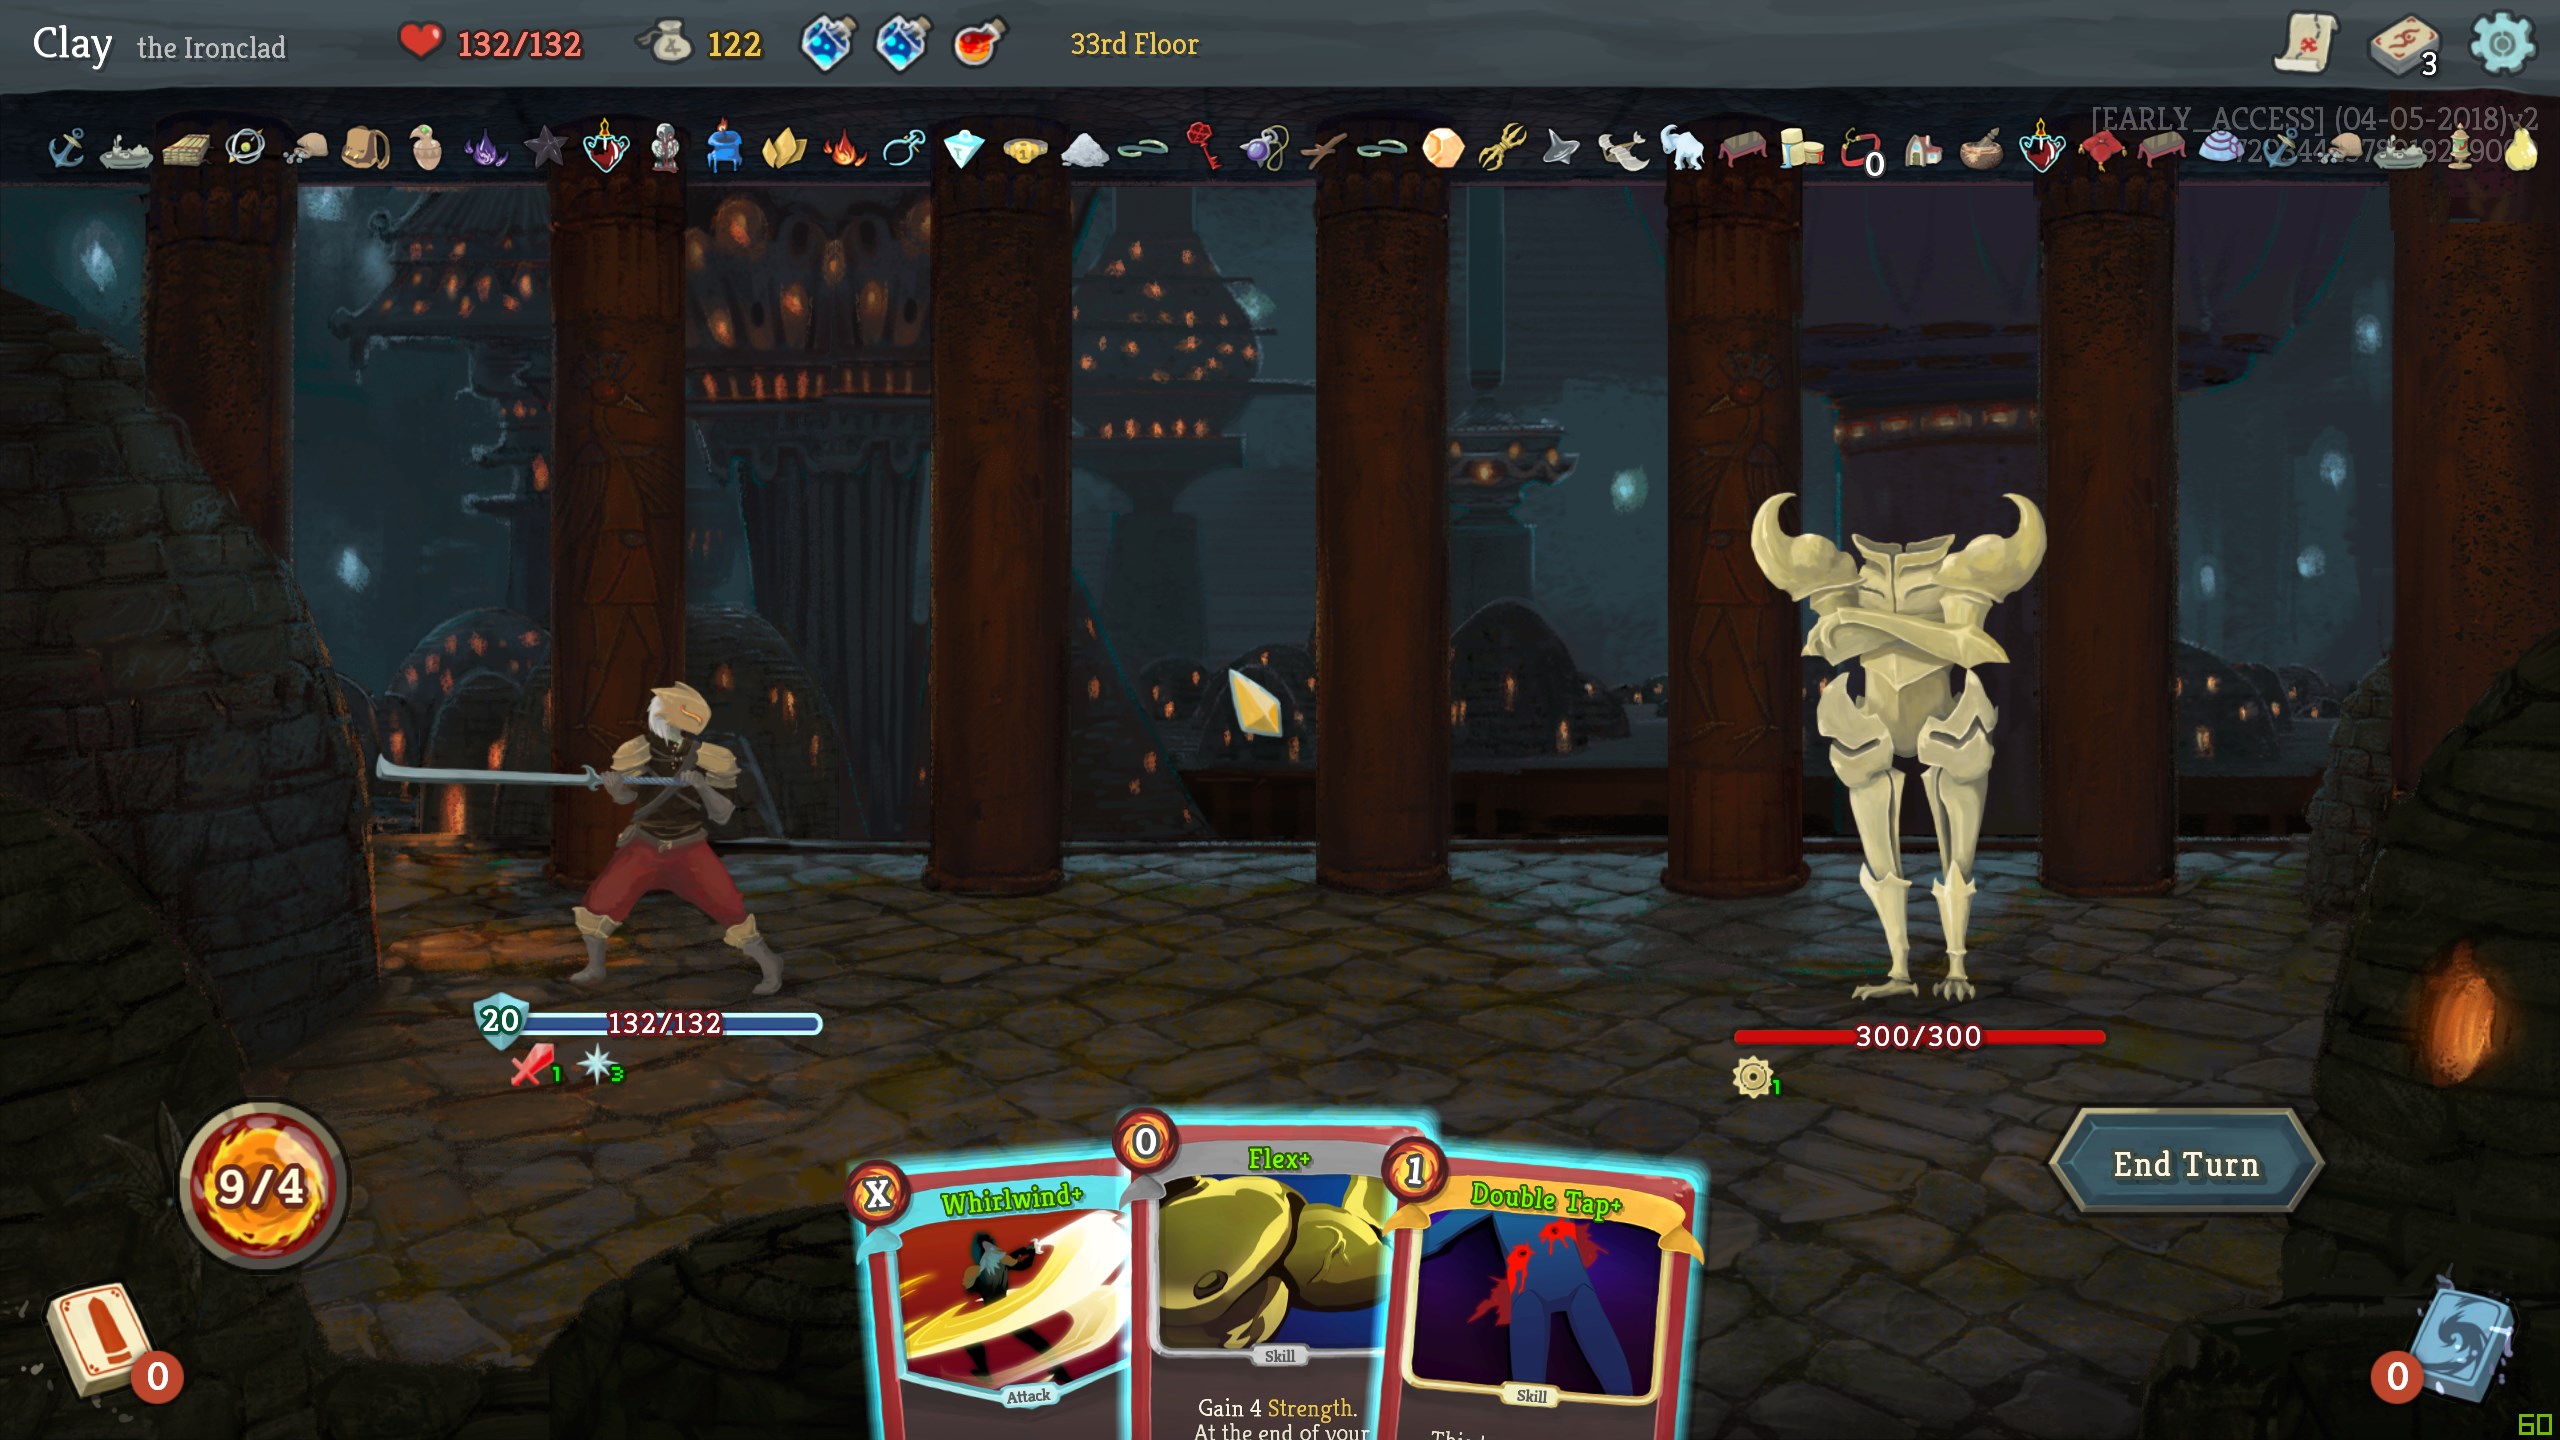 Clay the Ironclad 132/132 4 122 33rd Floor 3
[EARLY_ACCESS] (04-05-2018)v2
1 T 0
20 132/132
1 3
300/300
1
9/4
X Whirlwind+
0 Flex+
1 Double Tap+
End Turn
Attack
Skill
Skill
Gain 4 Strength.
At the end of your
0
0
60